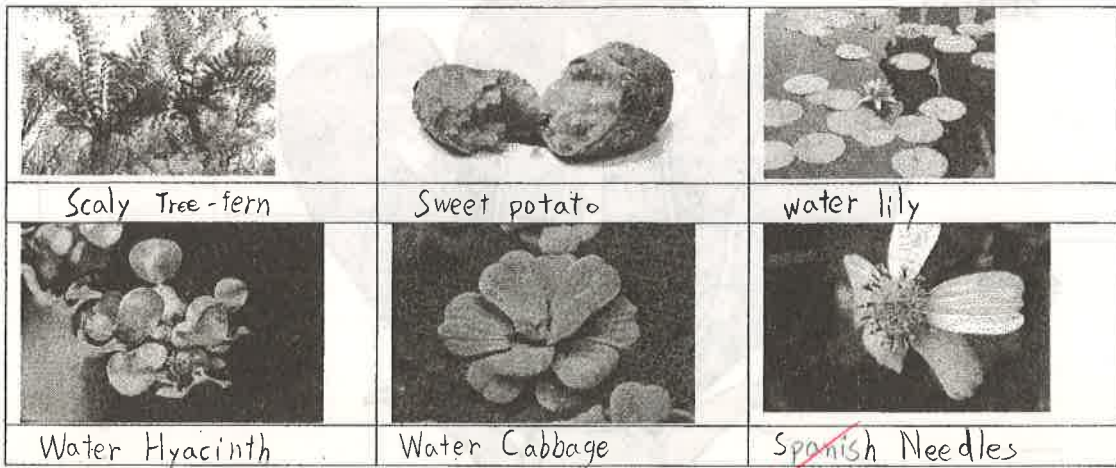 Scaly Tree-fern
Sweet potato
water lily
Water Hyacinth
Water Cabbage
Spanish Needles